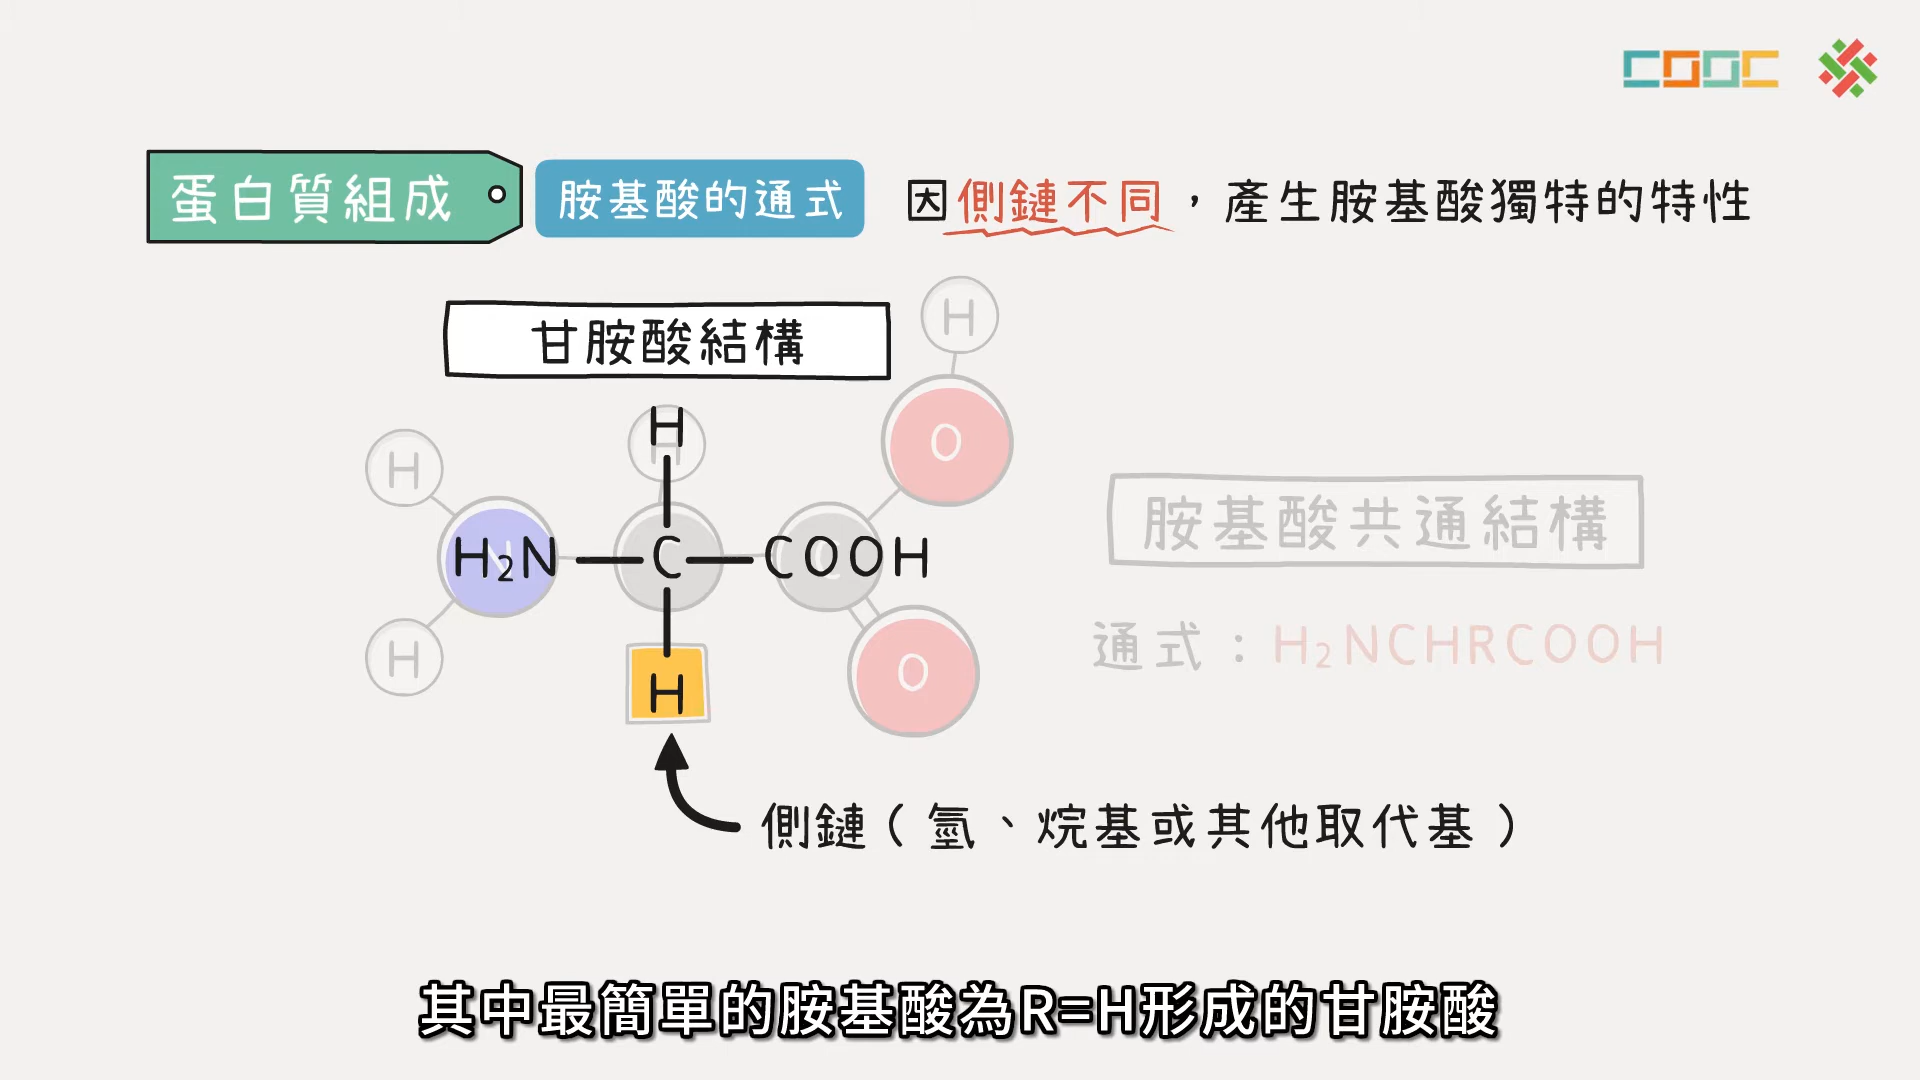 COOC
蛋白質組成
胺基酸的通式
因側鏈不同，產生胺基酸獨特的特性
甘胺酸結構
H
O
H
H
H
N
C
C
H₂N—C—COOH
H
H
O
H
胺基酸共通結構
通式：H₂NCHRCOOH
側鏈（氫、烷基或其他取代基）
其中最簡單的胺基酸為R=H形成的甘胺酸